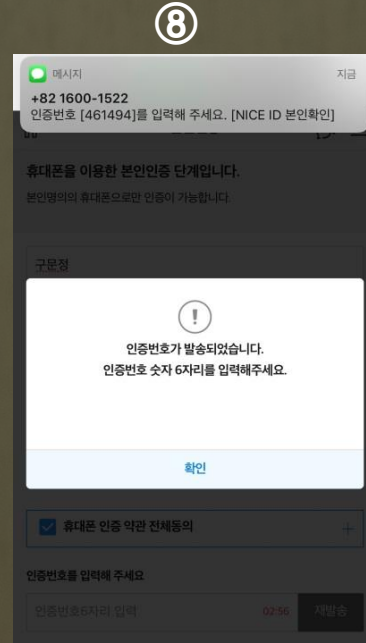 ⑧
메시지
지금
+82 1600-1522
인증번호 [461494]를 입력해 주세요. [NICE ID 본인확인]
휴대폰을 이용한 본인인증 단계입니다.
본인명의의 휴대폰으로만 인증이 가능합니다.
구문정
인증번호가 발송되었습니다.
인증번호 숫자 6자리를 입력해주세요.
확인
휴대폰 인증 약관 전체동의
인증번호를 입력해 주세요
인증번호6자리 입력
02:56
재발송